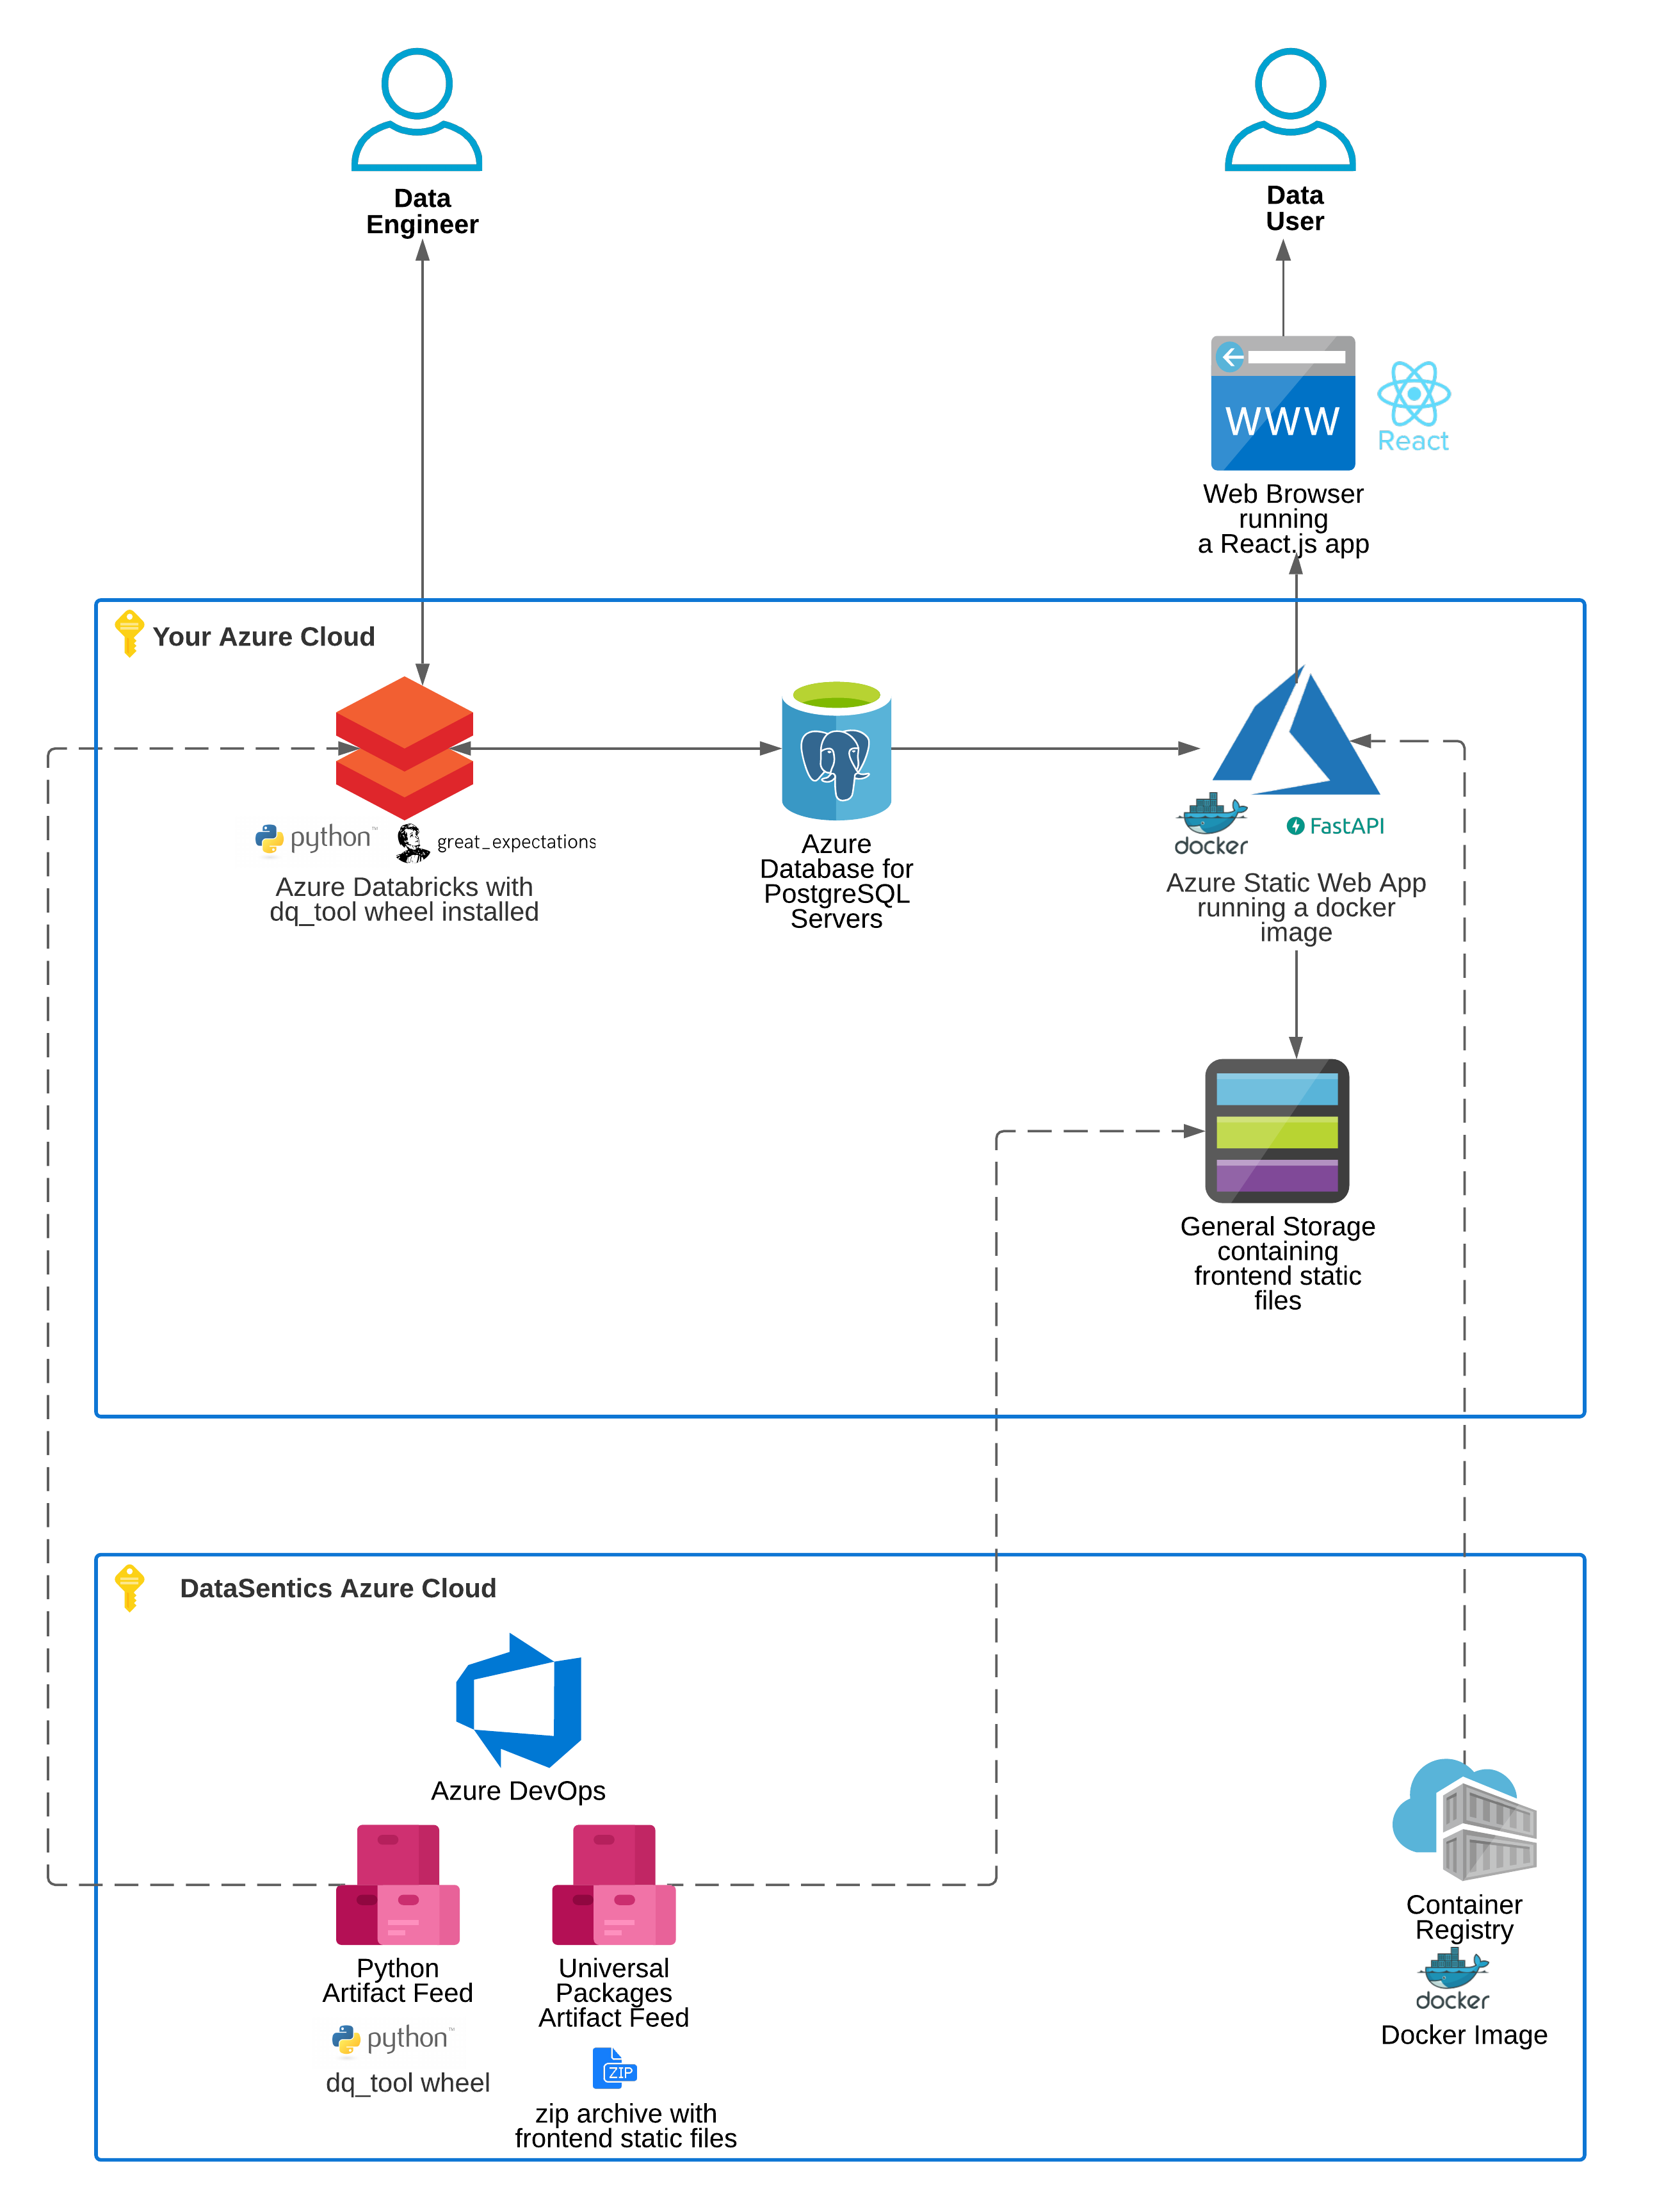 Data
Engineer
Data
User
WWW
React
Web Browser
running
a React.js app
Your Azure Cloud
python™
great_expectations
Azure Databricks with
dq_tool wheel installed
Azure
Database for
PostgreSQL
Servers
docker
FastAPI
Azure Static Web App
running a docker
image
General Storage
containing
frontend static
files
DataSentics Azure Cloud
Azure DevOps
Python
Artifact Feed
python™
dq_tool wheel
Universal
Packages
Artifact Feed
ZIP
zip archive with
frontend static files
Container
Registry
docker
Docker Image